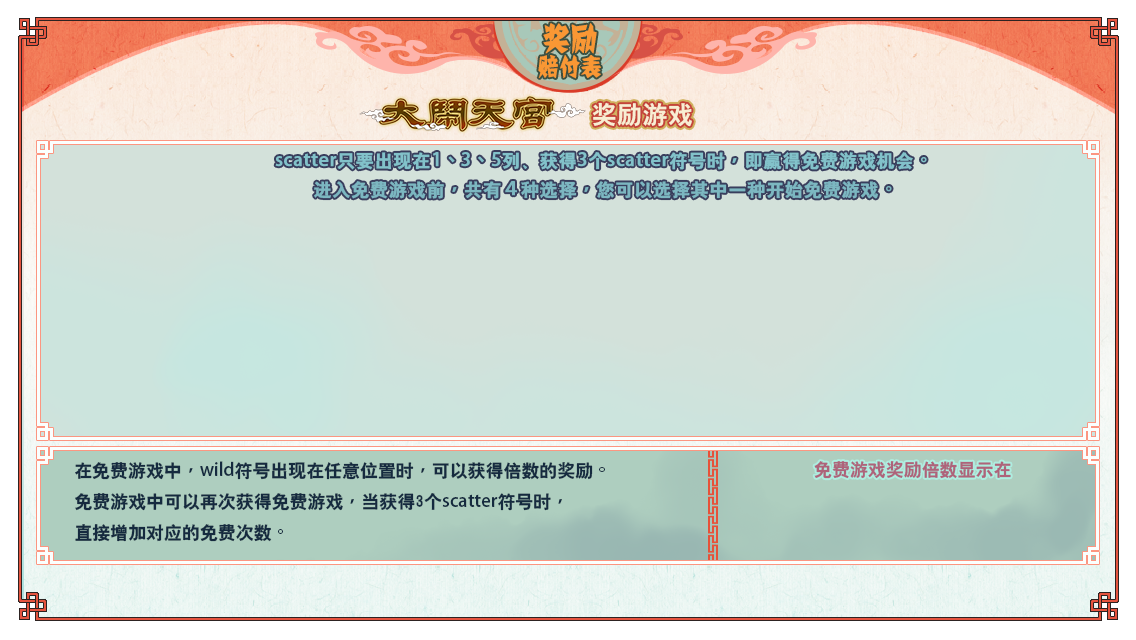 奖励
赔付表
大鬧天宮 奖励游戏
scatter只要出现在1、3、5列、获得3个scatter符号时，即赢得免费游戏机会。
进入免费游戏前，共有4种选择，您可以选择其中一种开始免费游戏。
在免费游戏中，wild符号出现在任意位置时，可以获得倍数的奖励。
免费游戏中可以再次获得免费游戏，当获得3个scatter符号时，
直接增加对应的免费次数。
免费游戏奖励倍数显示在